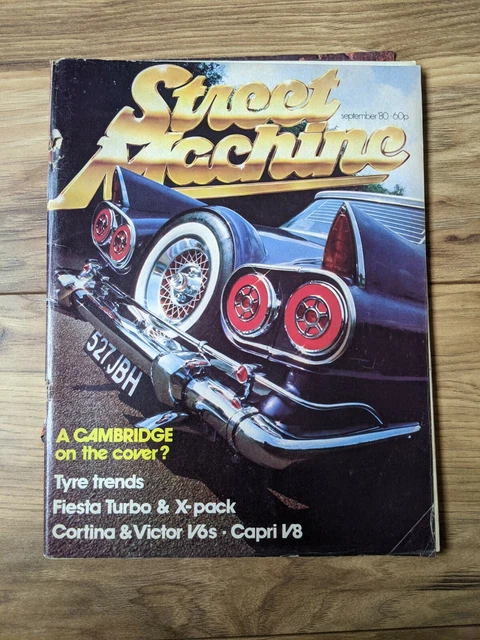 Street
september '80 · 60p
Machine
527 JBH
A CAMBRIDGE
on the cover?
Tyre trends
Fiesta Turbo & X-pack
Cortina & Victor V6s · Capri V8